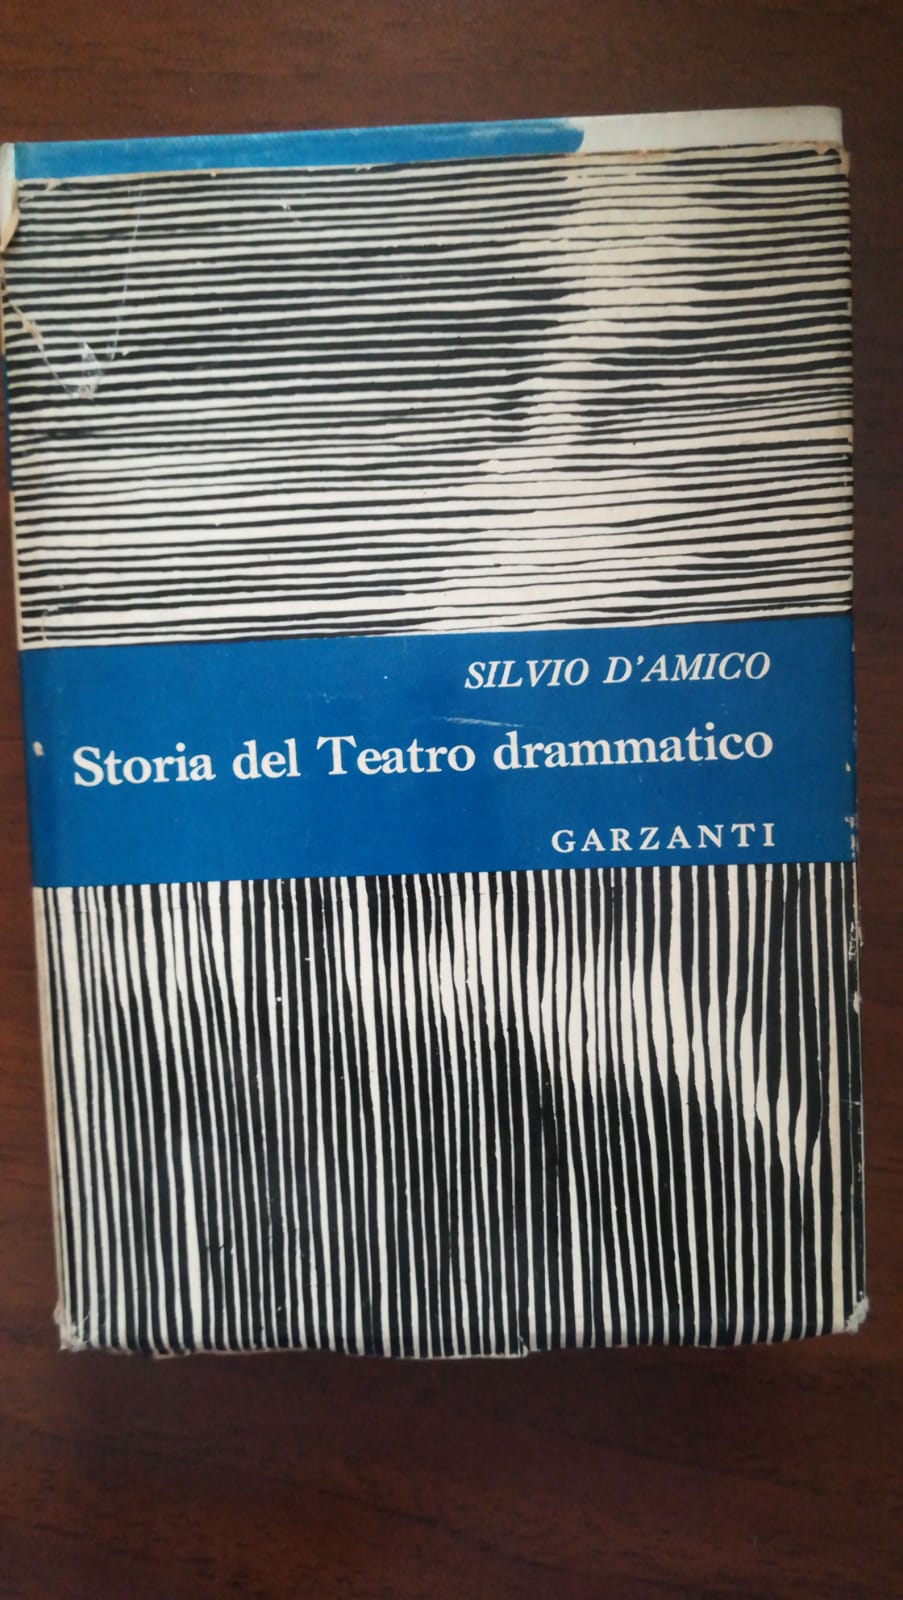 SILVIO D'AMICO
Storia del Teatro drammatico
GARZANTI